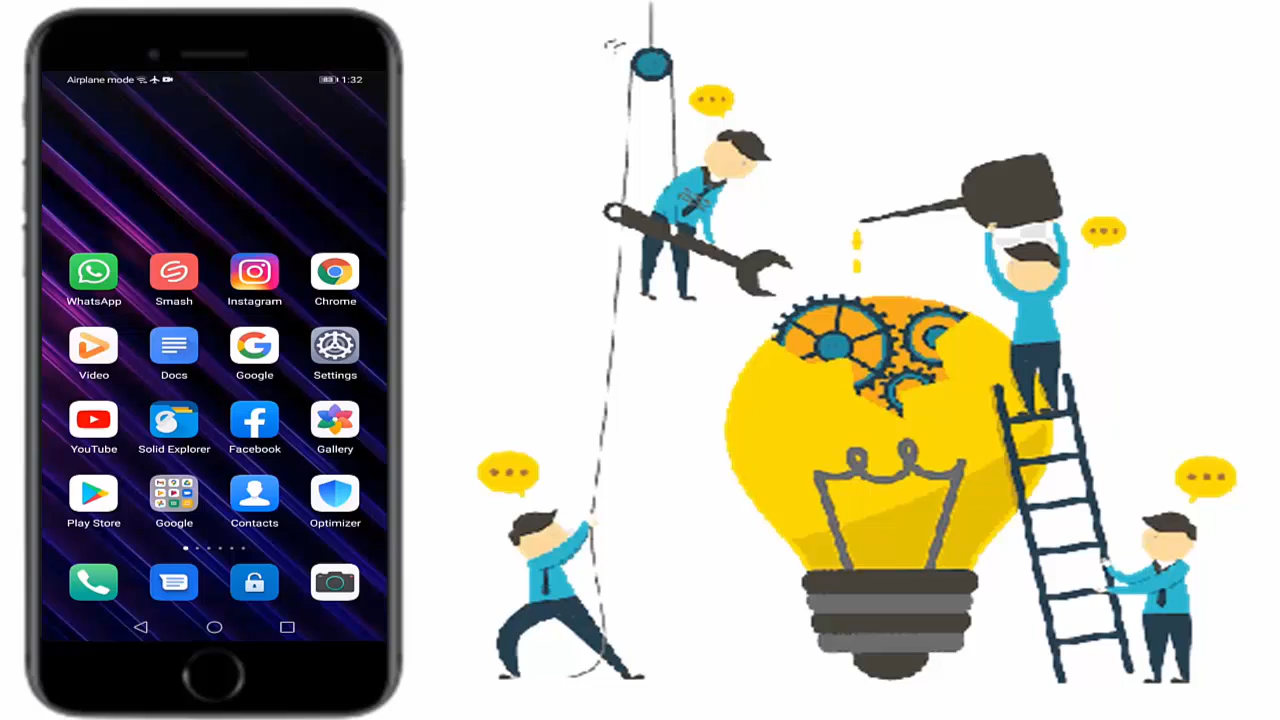 Airplane mode 83 1:32
WhatsApp Smash Instagram Chrome
Video Docs Google Settings
YouTube Solid Explorer Facebook Gallery
Play Store Google Contacts Optimizer